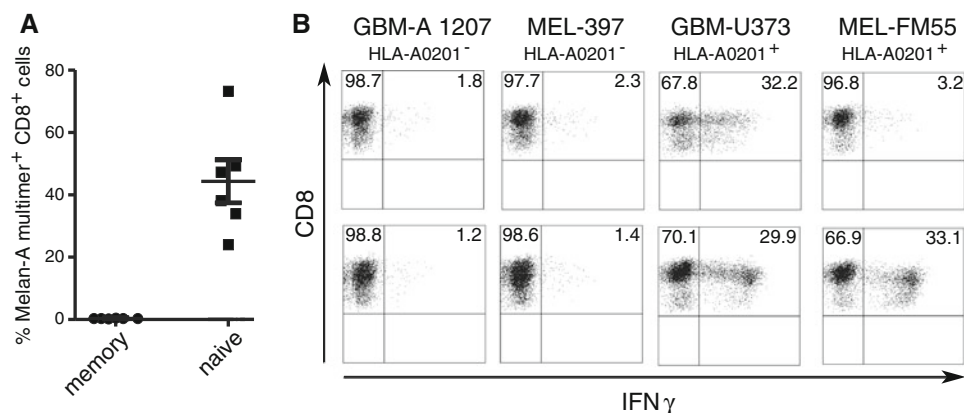 A
% Melan-A multimer⁺ CD8⁺ cells
80
60
40
20
0
memory
naive
B
GBM-A 1207
HLA-A0201⁻
MEL-397
HLA-A0201⁻
GBM-U373
HLA-A0201⁺
MEL-FM55
HLA-A0201⁺
CD8
98.7 1.8
97.7 2.3
67.8 32.2
96.8 3.2
98.8 1.2
98.6 1.4
70.1 29.9
66.9 33.1
IFN γ